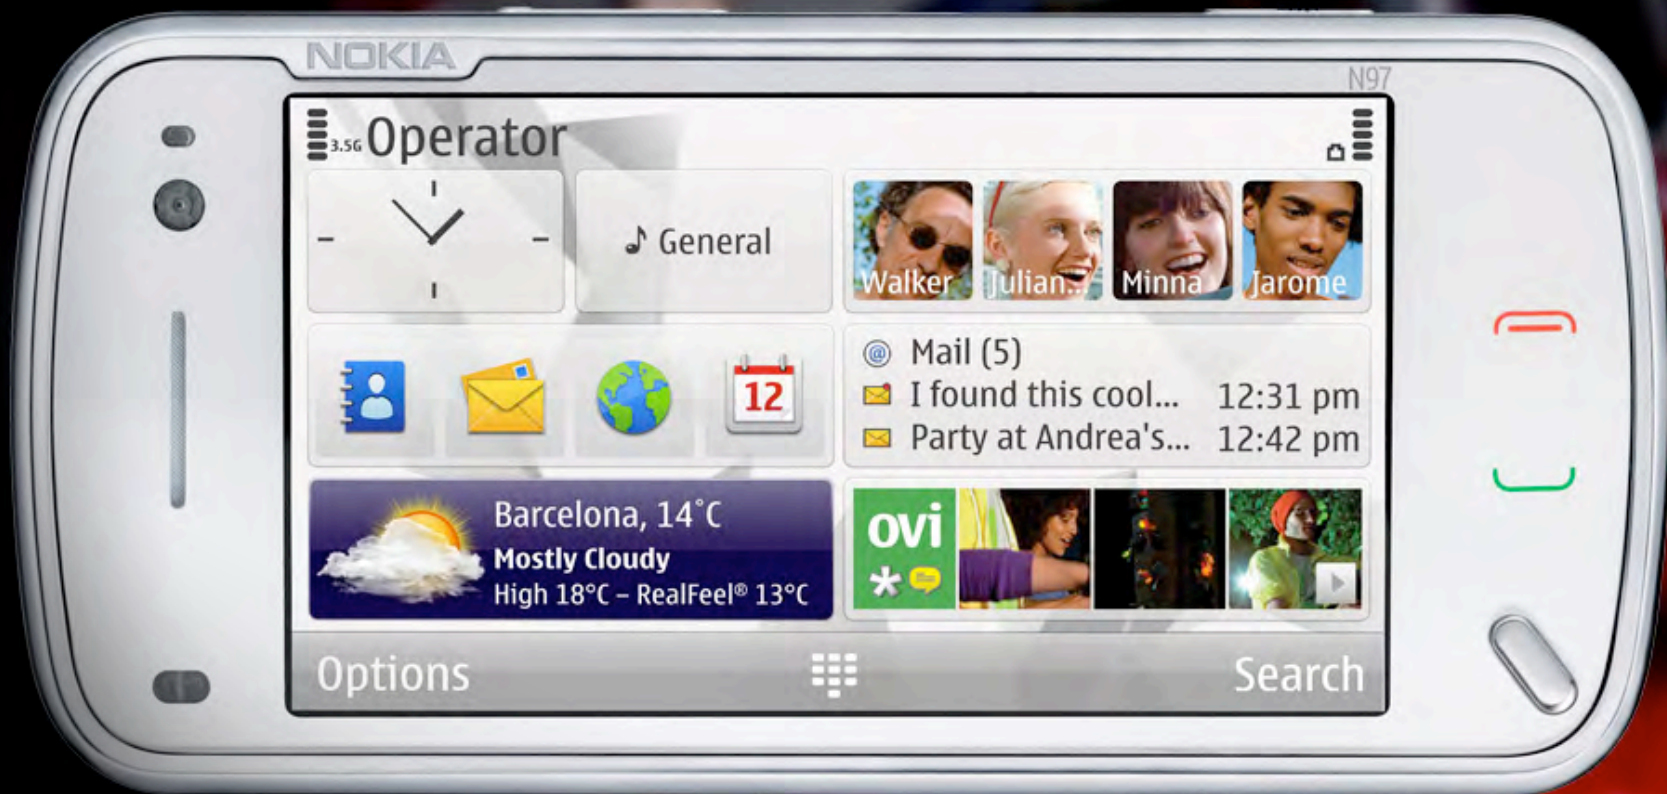 NOKIA
N97
3.5G Operator
General
Walker Julian... Minna Jarome
12
@ Mail (5)
I found this cool... 12:31 pm
Party at Andrea's... 12:42 pm
Barcelona, 14°C
Mostly Cloudy
High 18°C – RealFeel® 13°C
ovi
Options Search